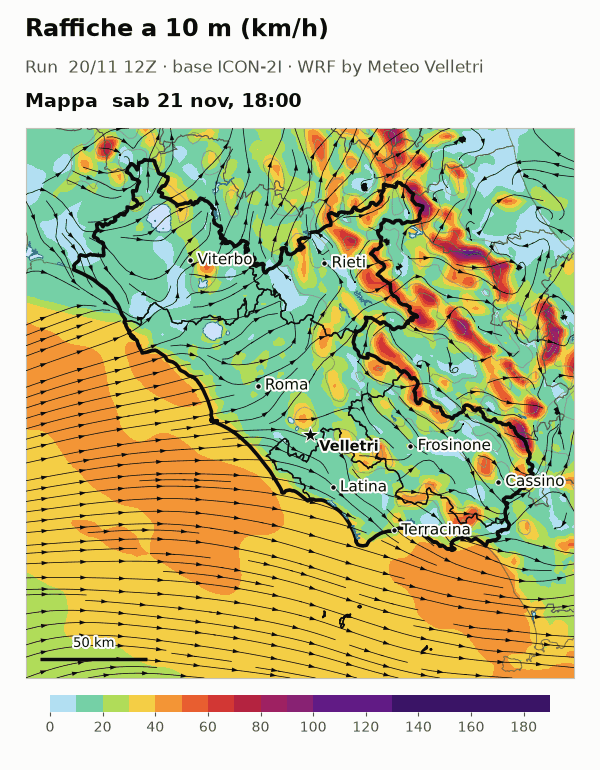 Raffiche a 10 m (km/h)
Run 20/11 12Z · base ICON-2I · WRF by Meteo Velletri
Mappa sab 21 nov, 18:00
Viterbo
Rieti
Roma
Velletri
Frosinone
Cassino
Latina
Terracina
50 km
0 20 40 60 80 100 120 140 160 180